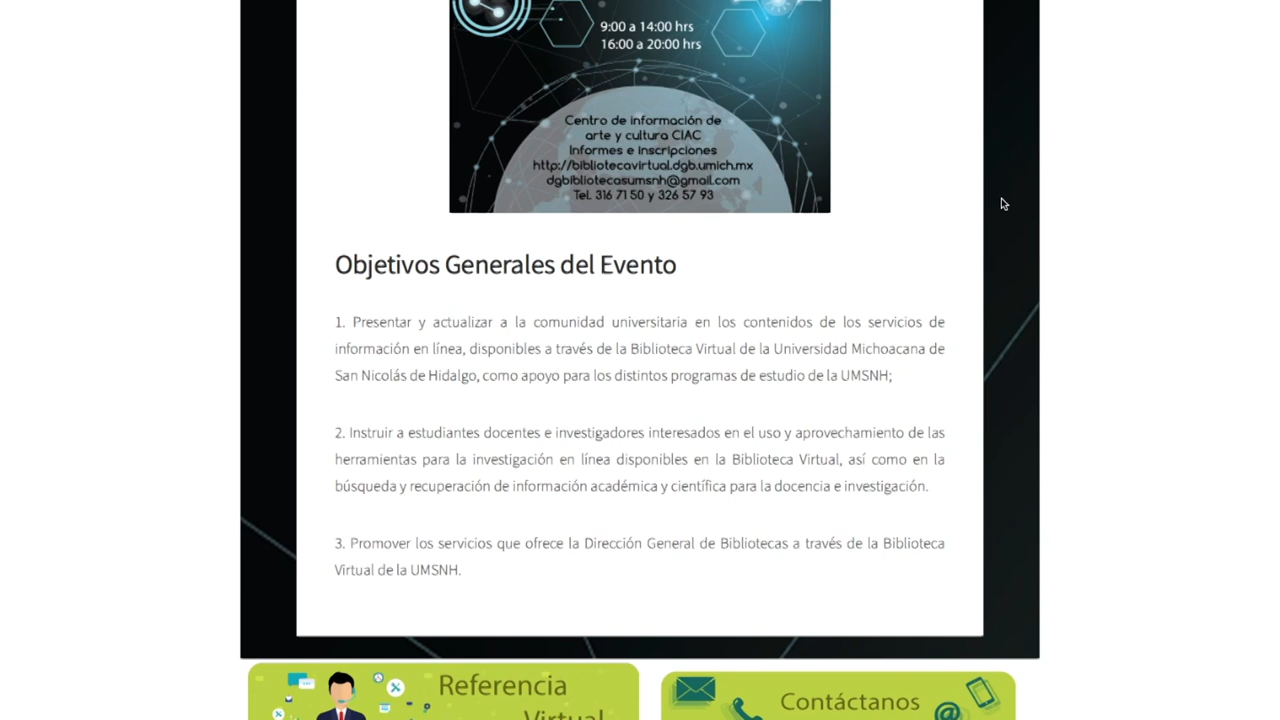 9:00 a 14:00 hrs
16:00 a 20:00 hrs
Centro de información de
arte y cultura CIAC
Informes e inscripciones
http://bibliotecavirtual.dgb.umich.mx
dgbibliotecasumsnh@gmail.com
Tel. 316 71 50 y 326 57 93
Objetivos Generales del Evento
1. Presentar y actualizar a la comunidad universitaria en los contenidos de los servicios de
información en línea, disponibles a través de la Biblioteca Virtual de la Universidad Michoacana de
San Nicolás de Hidalgo, como apoyo para los distintos programas de estudio de la UMSNH;
2. Instruir a estudiantes docentes e investigadores interesados en el uso y aprovechamiento de las
herramientas para la investigación en línea disponibles en la Biblioteca Virtual, así como en la
búsqueda y recuperación de información académica y científica para la docencia e investigación.
3. Promover los servicios que ofrece la Dirección General de Bibliotecas a través de la Biblioteca
Virtual de la UMSNH.
Referencia
Virtual
Contáctanos
@